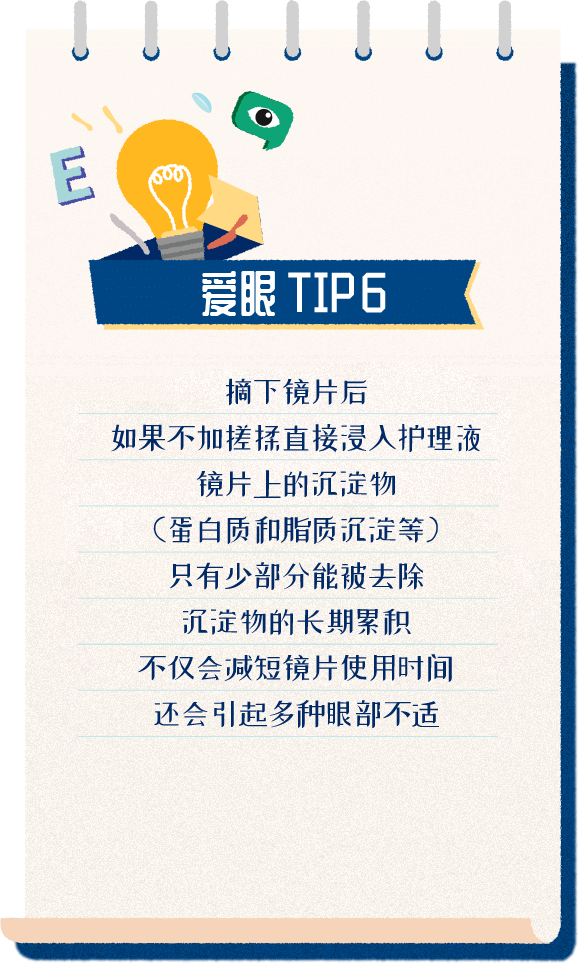 E
爱眼 TIP6
摘下镜片后
如果不加搓揉直接浸入护理液
镜片上的沉淀物
（蛋白质和脂质沉淀等）
只有少部分能被去除
沉淀物的长期累积
不仅会减短镜片使用时间
还会引起多种眼部不适